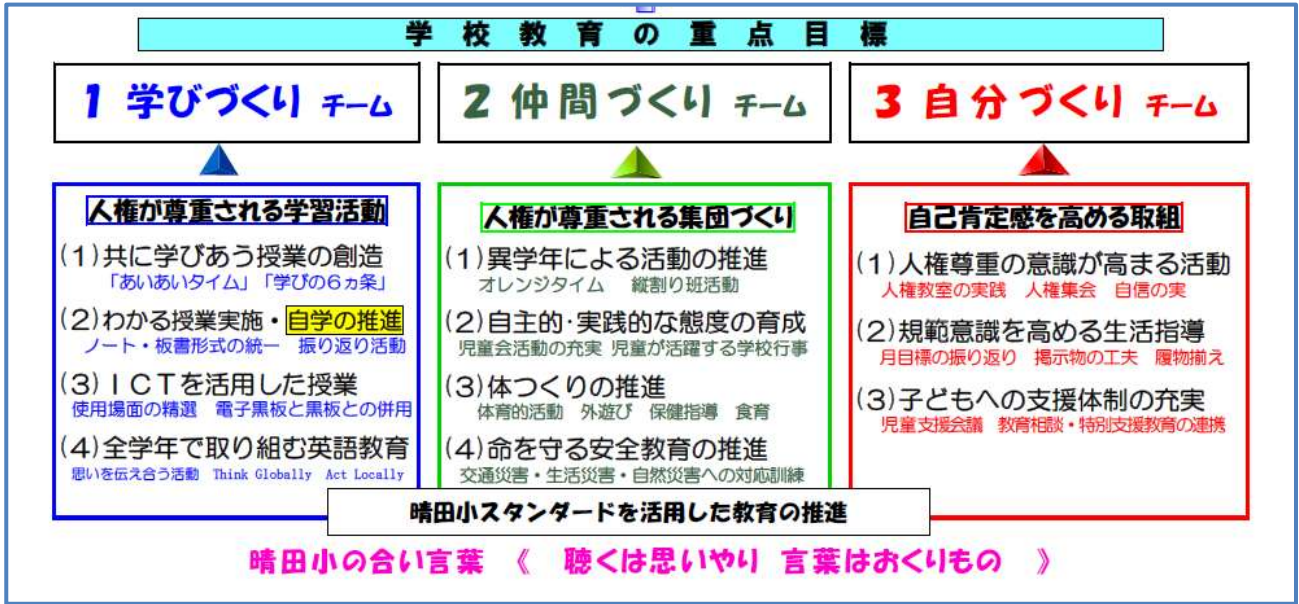 学校教育の重点目標
1 学びづくり チーム
人権が尊重される学習活動
(1)共に学びあう授業の創造
「あいあいタイム」「学びの6ヵ条」
(2)わかる授業実施・自学の推進
ノート・板書形式の統一 振り返り活動
(3)ICTを活用した授業
使用場面の精選 電子黒板と黒板との併用
(4)全学年で取り組む英語教育
思いを伝え合う活動 Think Globally Act Locally
2 仲間づくり チーム
人権が尊重される集団づくり
(1)異学年による活動の推進
オレンジタイム 縦割り班活動
(2)自主的・実践的な態度の育成
児童会活動の充実 児童が活躍する学校行事
(3)体つくりの推進
体育的活動 外遊び 保健指導 食育
(4)命を守る安全教育の推進
交通災害・生活災害・自然災害への対応訓練
3 自分づくり チーム
自己肯定感を高める取組
(1)人権尊重の意識が高まる活動
人権教室の実践 人権集会 自信の実
(2)規範意識を高める生活指導
月目標の振り返り 掲示物の工夫 履物揃え
(3)子どもへの支援体制の充実
児童支援会議 教育相談・特別支援教育の連携
晴田小スタンダードを活用した教育の推進
晴田小の合い言葉 《 聴くは思いやり 言葉はおくりもの 》